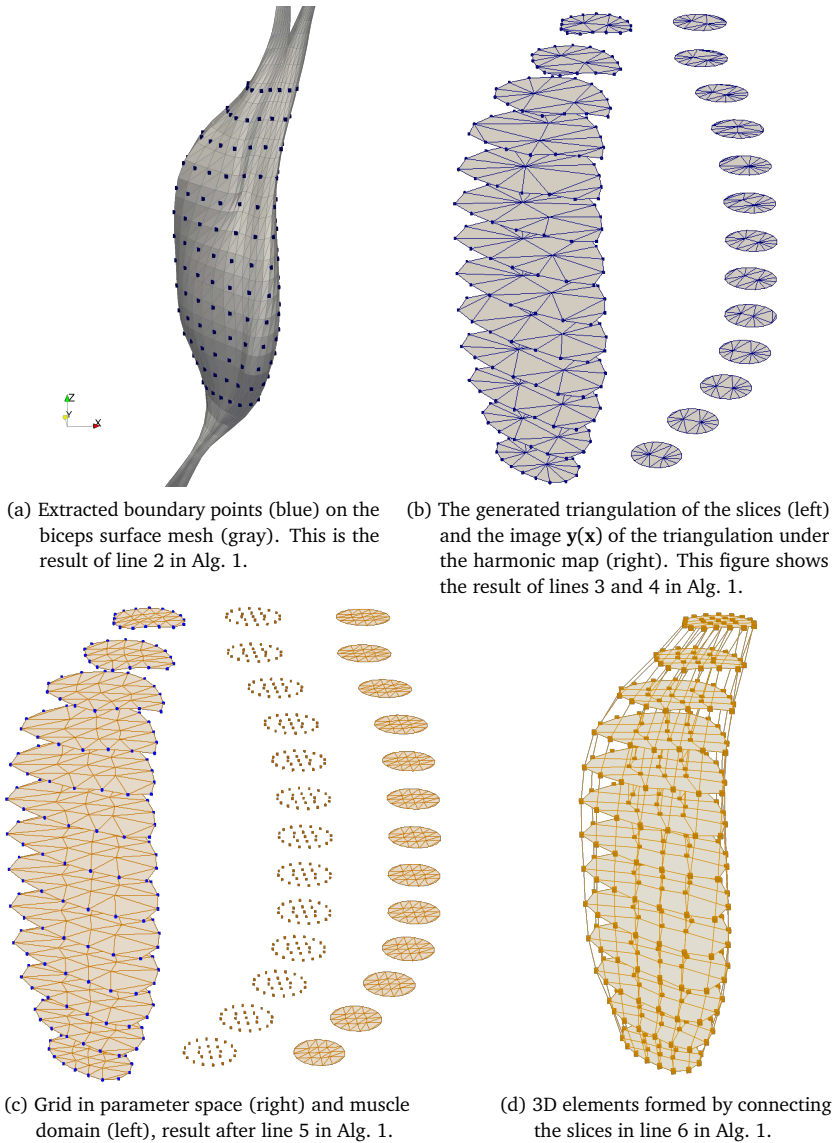 Z
Y
X
(a) Extracted boundary points (blue) on the
biceps surface mesh (gray). This is the
result of line 2 in Alg. 1.
(b) The generated triangulation of the slices (left)
and the image y(x) of the triangulation under
the harmonic map (right). This figure shows
the result of lines 3 and 4 in Alg. 1.
(c) Grid in parameter space (right) and muscle
domain (left), result after line 5 in Alg. 1.
(d) 3D elements formed by connecting
the slices in line 6 in Alg. 1.